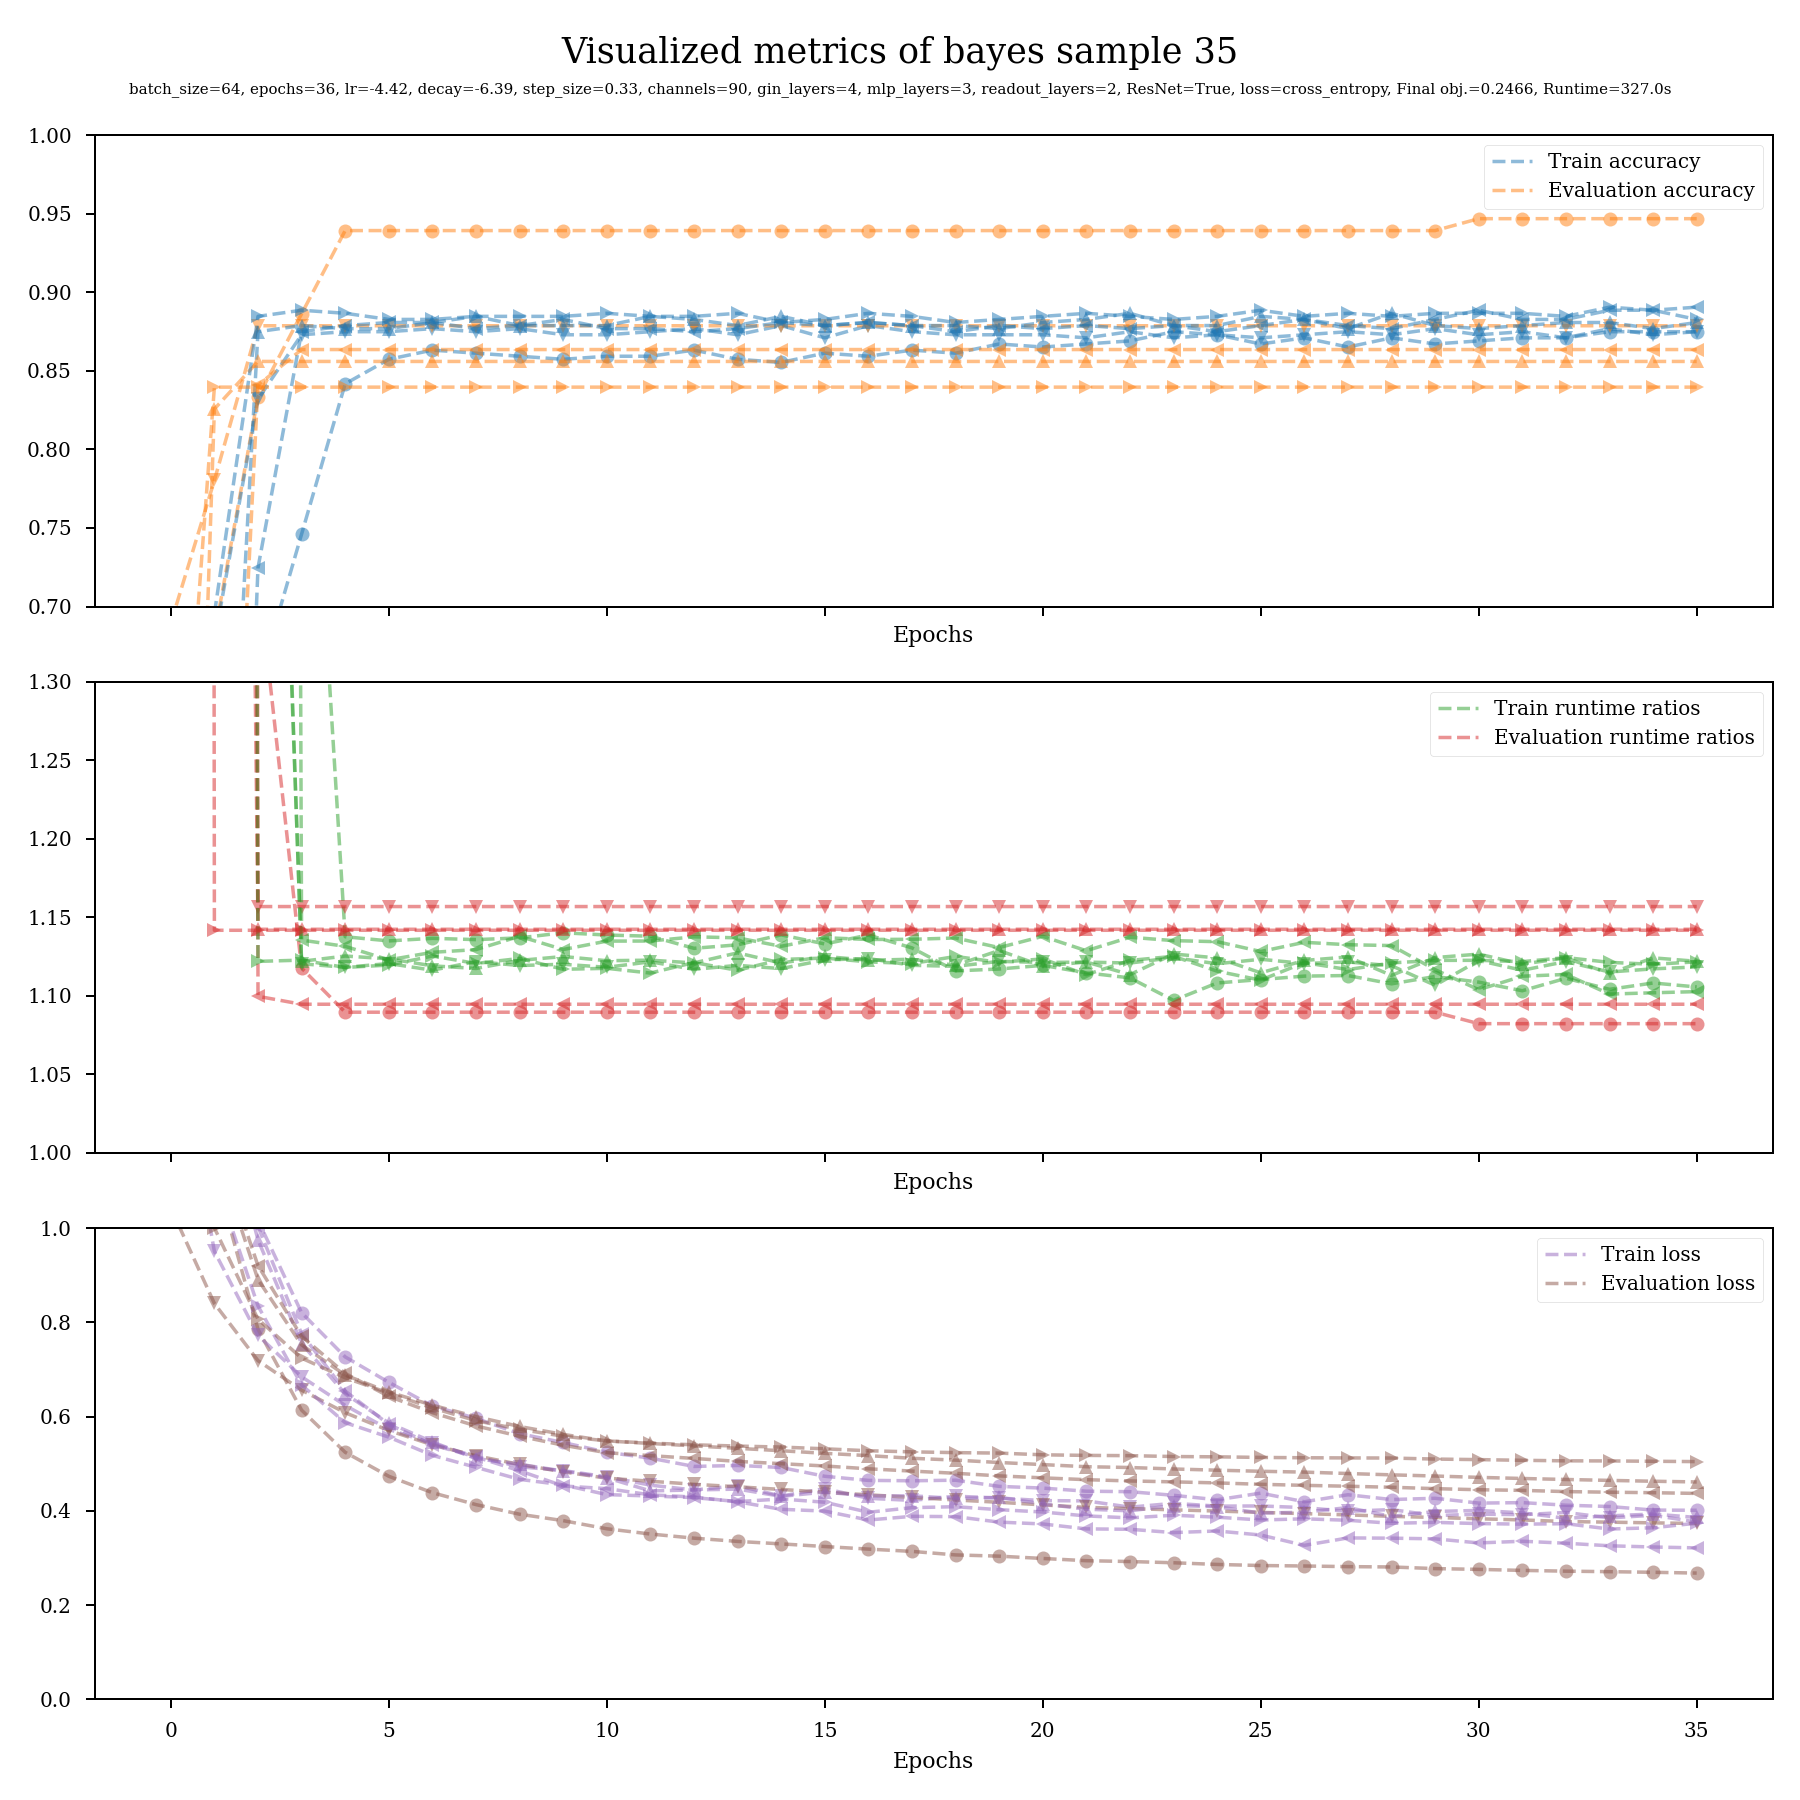 Visualized metrics of bayes sample 35
batch_size=64, epochs=36, lr=-4.42, decay=-6.39, step_size=0.33, channels=90, gin_layers=4, mlp_layers=3, readout_layers=2, ResNet=True, loss=cross_entropy, Final obj.=0.2466, Runtime=327.0s
1.00
0.95
0.90
0.85
0.80
0.75
0.70
Train accuracy
Evaluation accuracy
Epochs
1.30
1.25
1.20
1.15
1.10
1.05
1.00
Train runtime ratios
Evaluation runtime ratios
Epochs
1.0
0.8
0.6
0.4
0.2
0.0
Train loss
Evaluation loss
0 5 10 15 20 25 30 35
Epochs